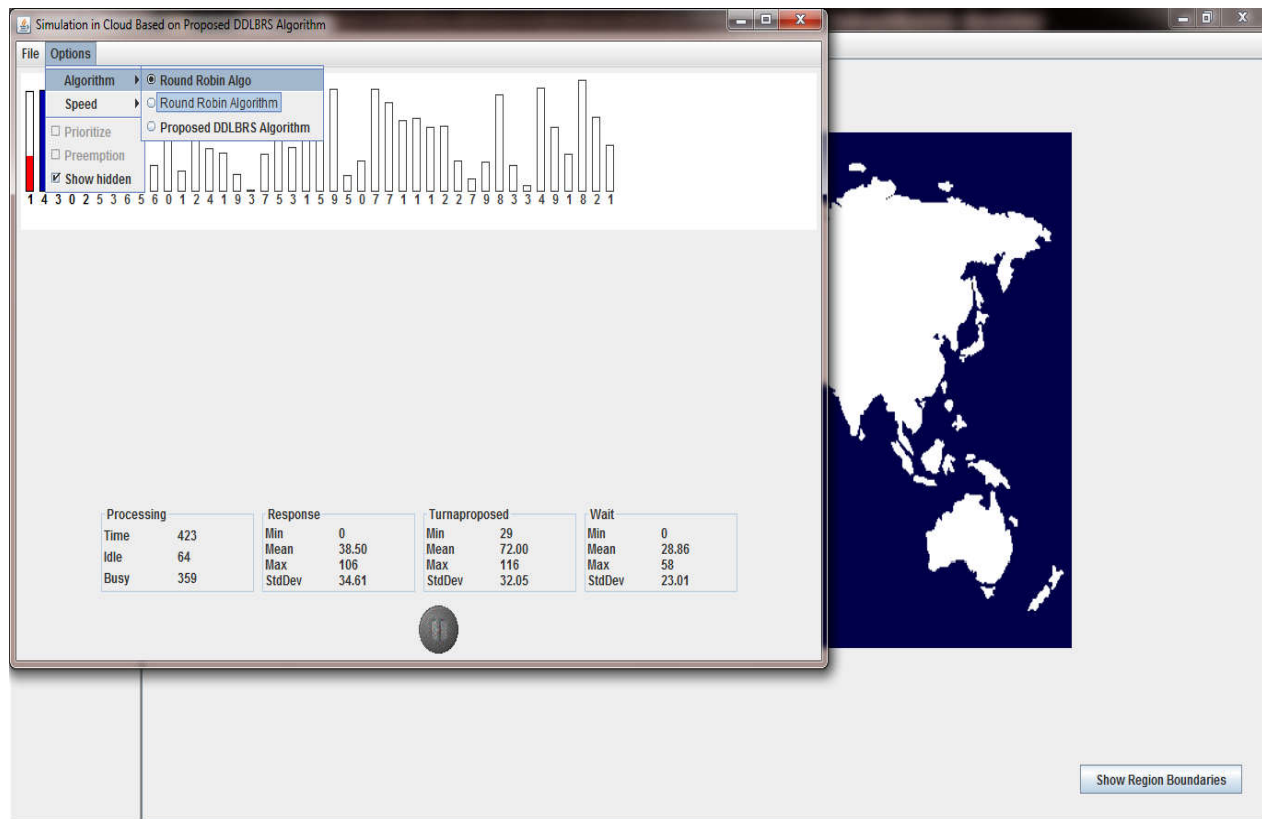 Simulation in Cloud Based on Proposed DDLBRS Algorithm
File Options
Algorithm
Speed
Prioritize
Preemption
Show hidden
Round Robin Algo
Round Robin Algorithm
Proposed DDLBRS Algorithm
1 4 3 0 2 5 3 6 5 6 0 1 2 4 1 9 3 7 5 3 1 5 9 5 0 7 7 1 1 1 2 2 7 9 8 3 3 4 9 1 8 2 1
Processing
Time 423
Idle 64
Busy 359
Response
Min 0
Mean 38.50
Max 106
StdDev 34.61
Turnaproposed
Min 29
Mean 72.00
Max 116
StdDev 32.05
Wait
Min 0
Mean 28.86
Max 58
StdDev 23.01
Show Region Boundaries